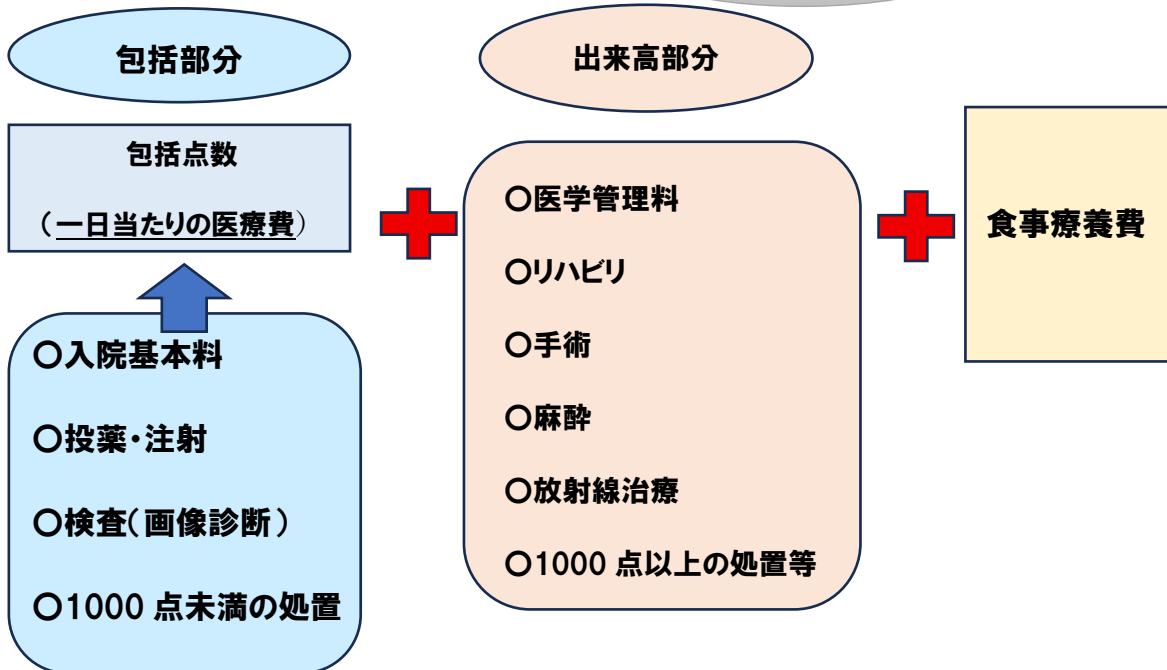 包括部分
包括点数
（一日当たりの医療費）
〇入院基本料
〇投薬・注射
〇検査（画像診断）
〇1000 点未満の処置
出来高部分
〇医学管理料
〇リハビリ
〇手術
〇麻酔
〇放射線治療
〇1000 点以上の処置等
食事療養費